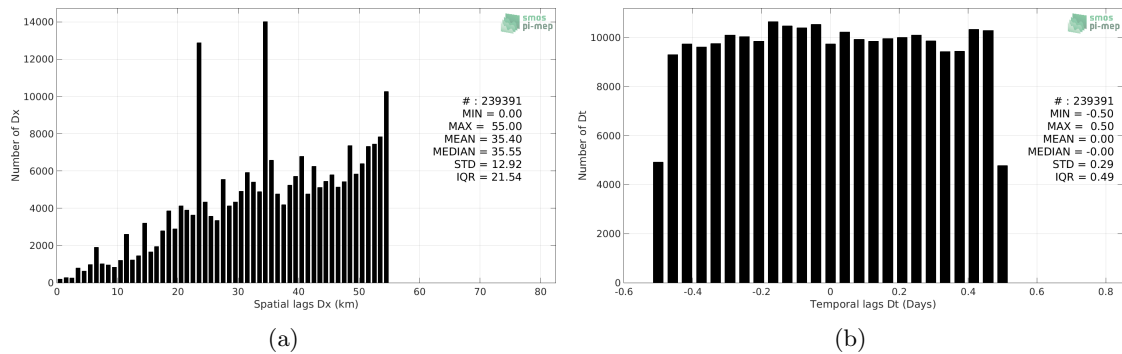 14000
12000
10000
8000
6000
4000
2000
0
0
10
20
30
40
50
60
70
80
Number of Dx
Spatial lags Dx (km)
smos
pi-mep
# : 239391
MIN = 0.00
MAX = 55.00
MEAN = 35.40
MEDIAN = 35.55
STD = 12.92
IQR = 21.54
(a)
10000
8000
6000
4000
2000
0
-0.6
-0.4
-0.2
0
0.2
0.4
0.6
0.8
Number of Dt
Temporal lags Dt (Days)
smos
pi-mep
# : 239391
MIN = -0.50
MAX = 0.50
MEAN = 0.00
MEDIAN = -0.00
STD = 0.29
IQR = 0.49
(b)